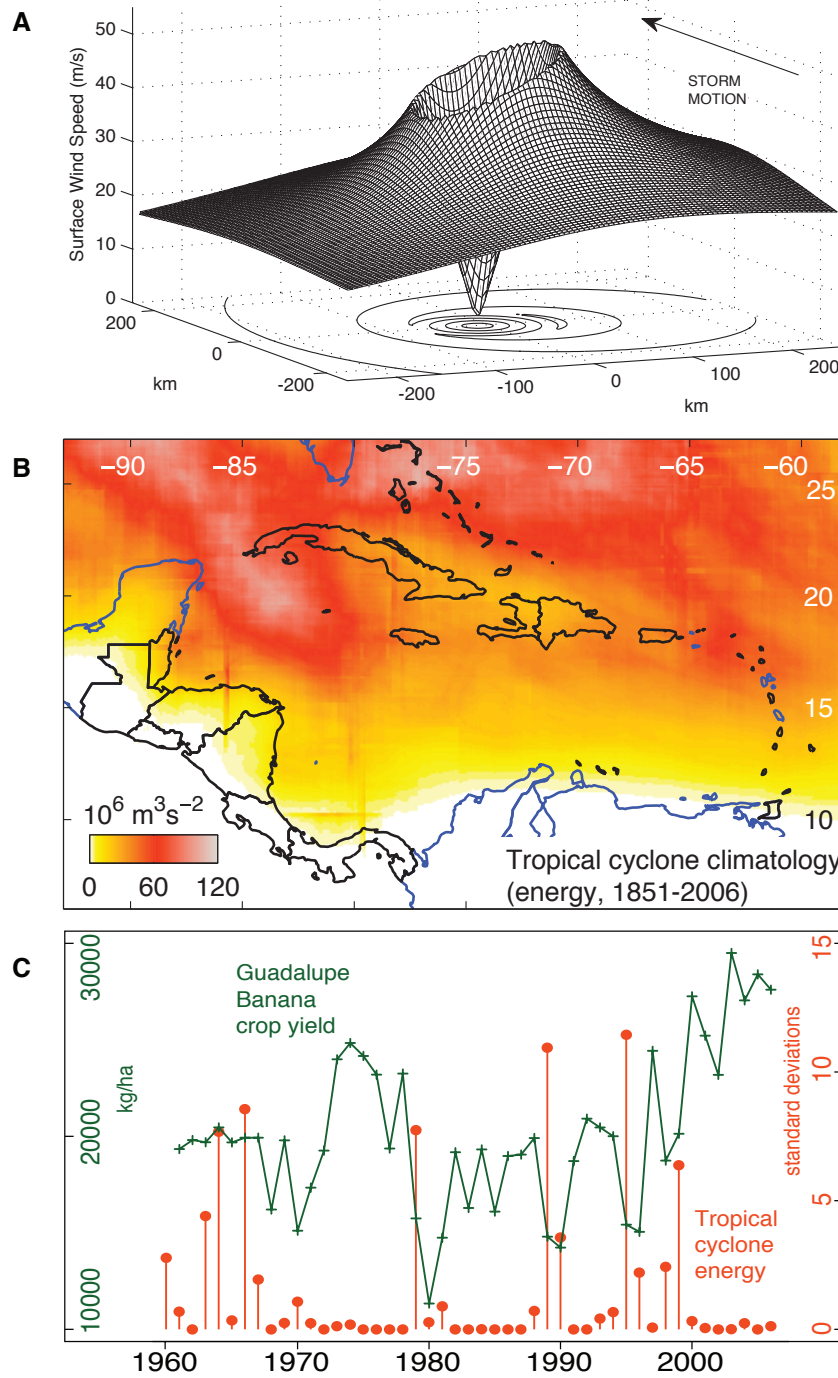 A
Surface Wind Speed (m/s)
50
40
30
20
10
0
STORM
MOTION
200
0
-200
km
-200
-100
0
100
200
km
B
−90
−85
−75
−70
−65
−60
25
20
15
10
10⁶ m³s⁻²
0
60
120
Tropical cyclone climatology
(energy, 1851-2006)
C
30000
20000
10000
kg/ha
Guadalupe
Banana
crop yield
15
10
5
0
standard deviations
Tropical
cyclone
energy
1960
1970
1980
1990
2000